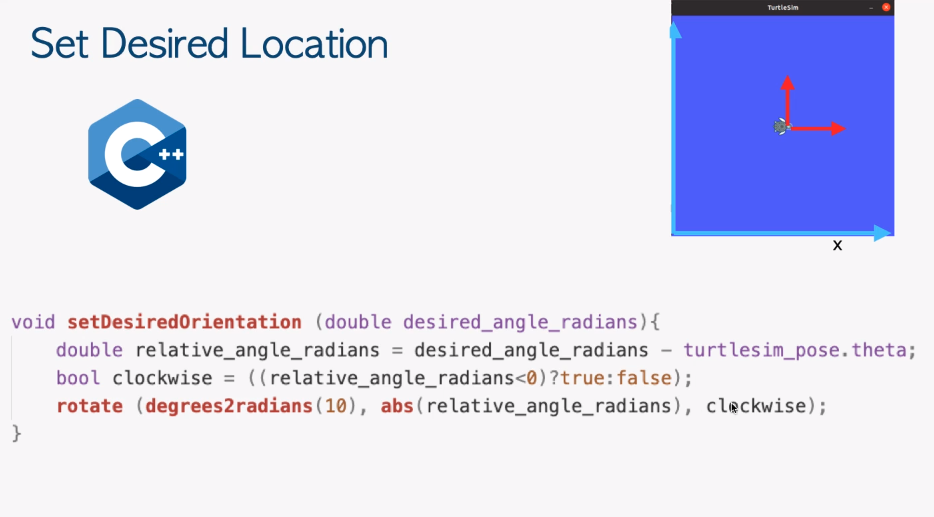 TurtleSim
Set Desired Location
C++
x
void setDesiredOrientation (double desired_angle_radians){
double relative_angle_radians = desired_angle_radians - turtlesim_pose.theta;
bool clockwise = ((relative_angle_radians<0)?true:false);
rotate (degrees2radians(10), abs(relative_angle_radians), clockwise);
}